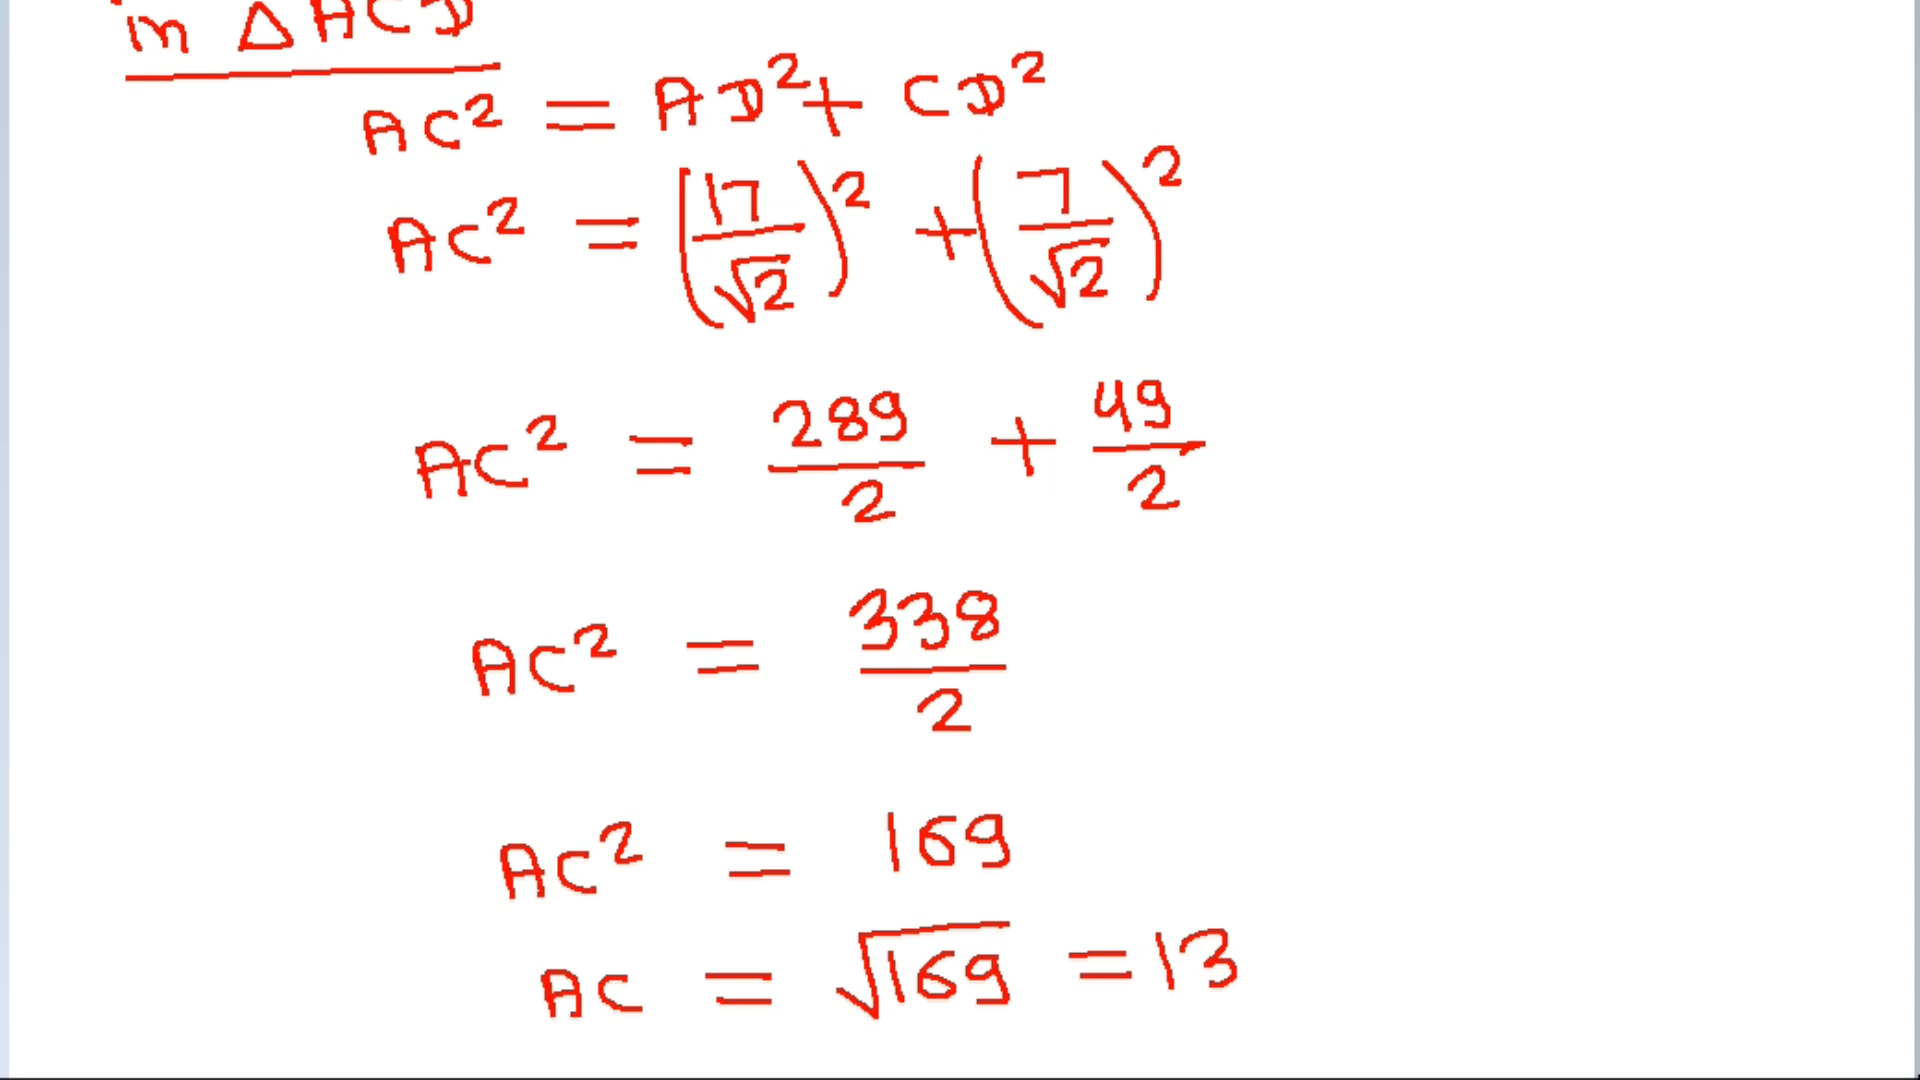 in △ ACD
AC² = AD² + CD²
AC² = (17/√2)² + (7/√2)²
AC² = 289/2 + 49/2
AC² = 338/2
AC² = 169
AC = √169 = 13